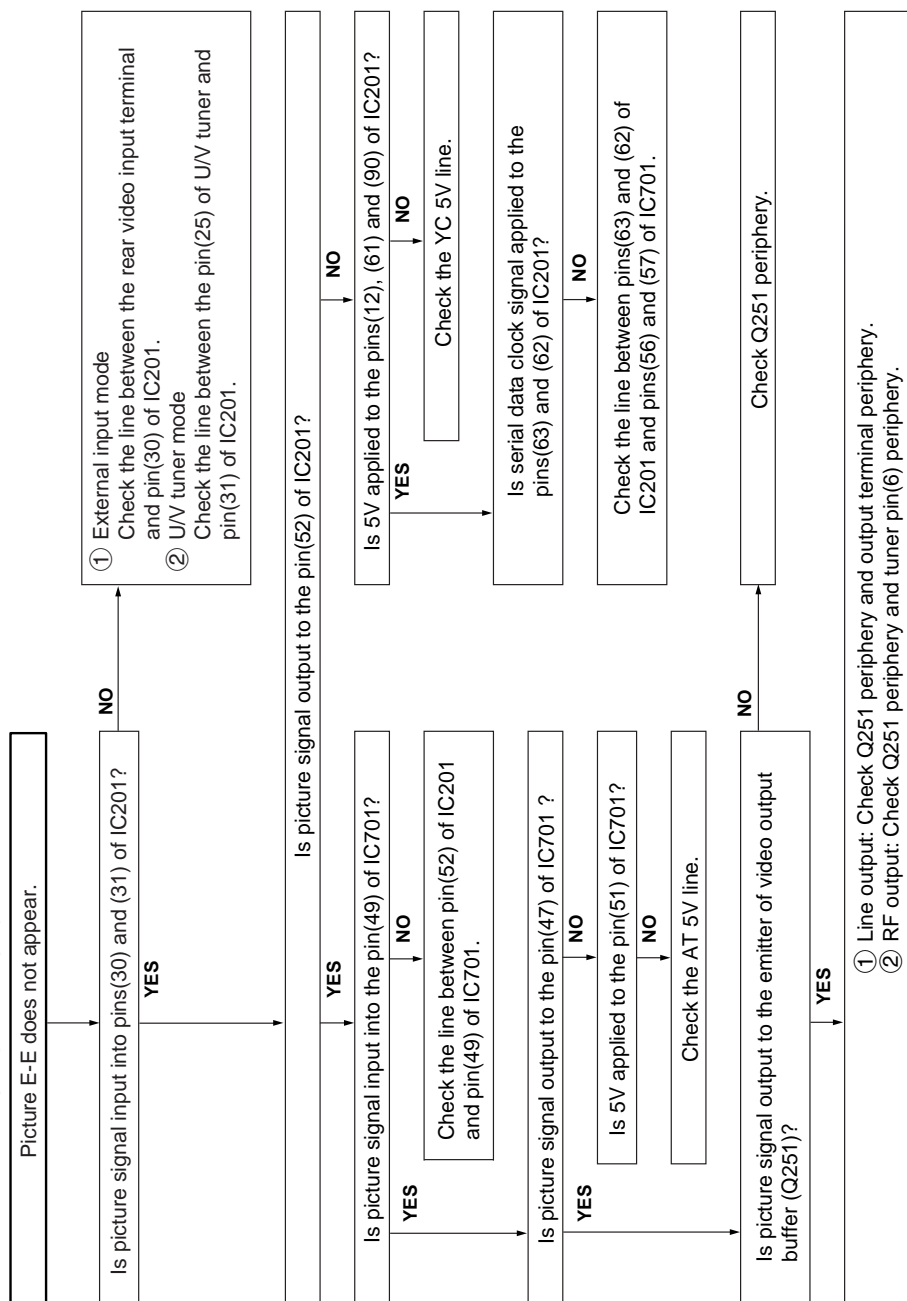 Picture E-E does not appear.
Is picture signal input into pins(30) and (31) of IC201?
NO
① External input mode
Check the line between the rear video input terminal
and pin(30) of IC201.
② U/V tuner mode
Check the line between the pin(25) of U/V tuner and
pin(31) of IC201.
YES
Is picture signal output to the pin(52) of IC201?
YES
NO
Is picture signal input into the pin(49) of IC701?
YES
NO
Check the line between pin(52) of IC201
and pin(49) of IC701.
Is picture signal output to the pin(47) of IC701 ?
YES
NO
Is 5V applied to the pin(51) of IC701?
NO
Check the AT 5V line.
Is 5V applied to the pins(12), (61) and (90) of IC201?
YES
NO
Check the YC 5V line.
Is serial data clock signal applied to the
pins(63) and (62) of IC201?
NO
Check the line between pins(63) and (62) of
IC201 and pins(56) and (57) of IC701.
Is picture signal output to the emitter of video output
buffer (Q251)?
NO
Check Q251 periphery.
YES
① Line output: Check Q251 periphery and output terminal periphery.
② RF output: Check Q251 periphery and tuner pin(6) periphery.